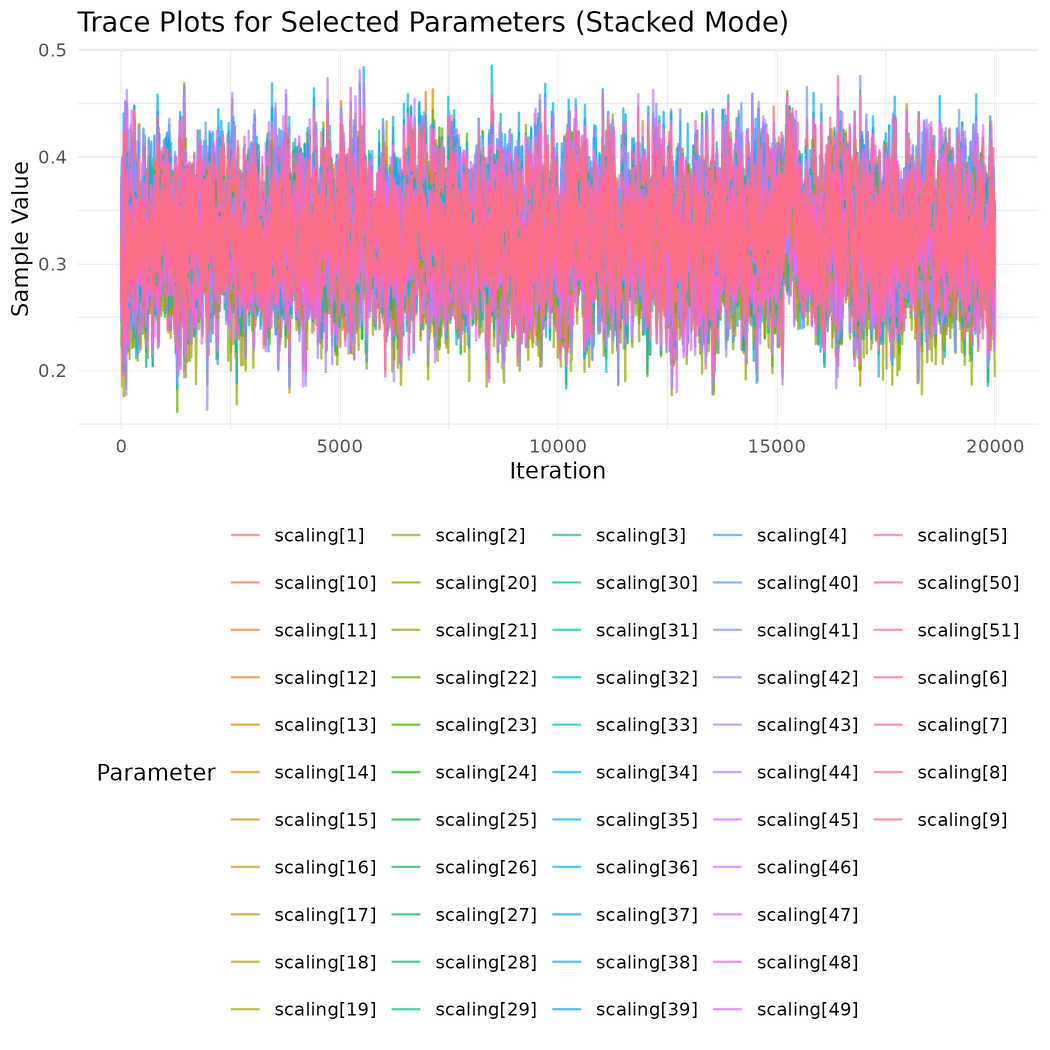 Trace Plots for Selected Parameters (Stacked Mode)
0.5
0.4
0.3
0.2
Sample Value
0 5000 10000 15000 20000
Iteration
scaling[1] scaling[2] scaling[3] scaling[4] scaling[5]
scaling[10] scaling[20] scaling[30] scaling[40] scaling[50]
scaling[11] scaling[21] scaling[31] scaling[41] scaling[51]
scaling[12] scaling[22] scaling[32] scaling[42] scaling[6]
scaling[13] scaling[23] scaling[33] scaling[43] scaling[7]
Parameter scaling[14] scaling[24] scaling[34] scaling[44] scaling[8]
scaling[15] scaling[25] scaling[35] scaling[45] scaling[9]
scaling[16] scaling[26] scaling[36] scaling[46]
scaling[17] scaling[27] scaling[37] scaling[47]
scaling[18] scaling[28] scaling[38] scaling[48]
scaling[19] scaling[29] scaling[39] scaling[49]